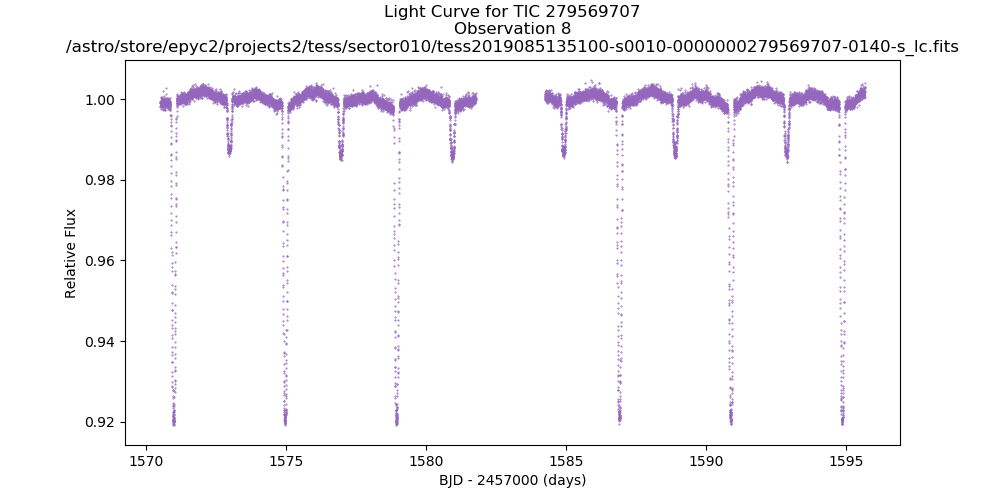 Light Curve for TIC 279569707
Observation 8
/astro/store/epyc2/projects2/tess/sector010/tess2019085135100-s0010-0000000279569707-0140-s_lc.fits
1.00
0.98
0.96
0.94
0.92
Relative Flux
1570
1575
1580
1585
1590
1595
BJD - 2457000 (days)